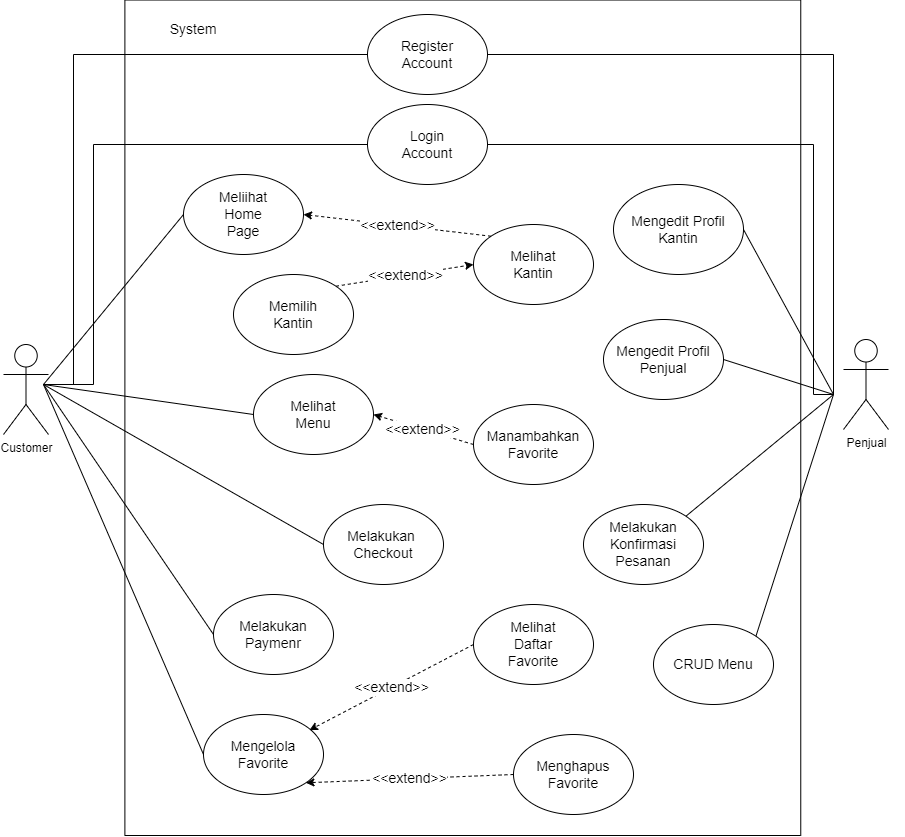 System
Register
Account
Login
Account
Meliihat
Home
Page
<<extend>>
Melihat
Kantin
Mengedit Profil
Kantin
<<extend>>
Memilih
Kantin
Mengedit Profil
Penjual
Customer
Penjual
Melihat
Menu
<<extend>>
Manambahkan
Favorite
Melakukan
Checkout
Melakukan
Konfirmasi
Pesanan
Melakukan
Paymenr
Melihat
Daftar
Favorite
CRUD Menu
<<extend>>
Mengelola
Favorite
<<extend>>
Menghapus
Favorite